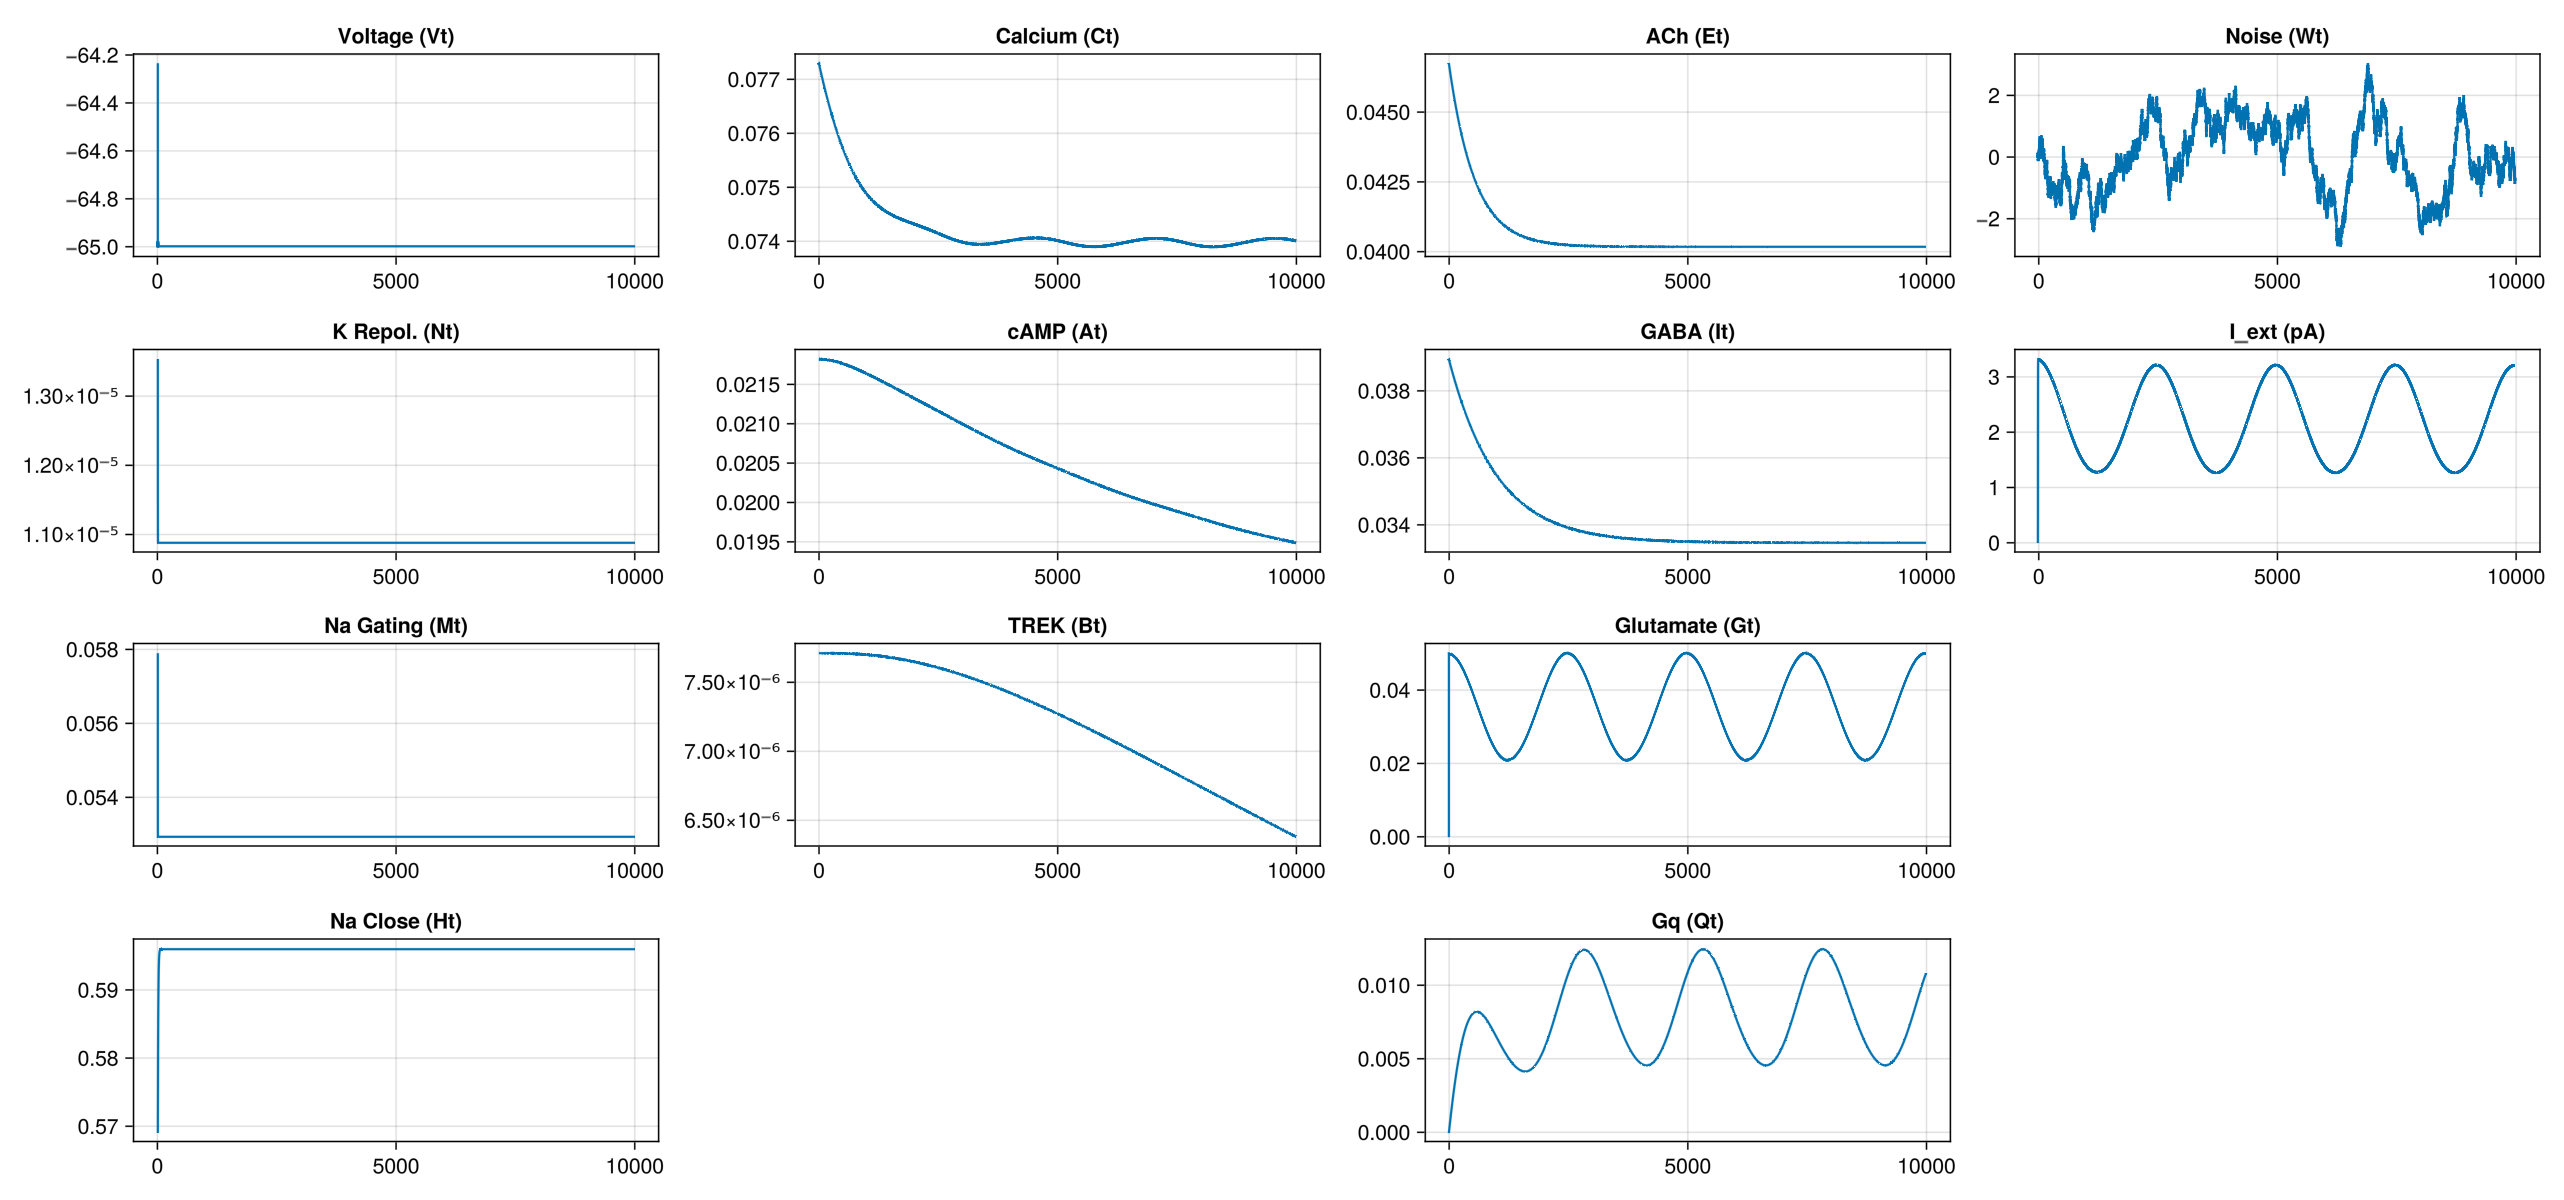 Voltage (Vt)
−64.2
−64.4
−64.6
−64.8
−65.0
0 5000 10000
Calcium (Ct)
0.077
0.076
0.075
0.074
0 5000 10000
ACh (Et)
0.0450
0.0425
0.0400
0 5000 10000
Noise (Wt)
2
0
−2
0 5000 10000
K Repol. (Nt)
1.30×10⁻⁵
1.20×10⁻⁵
1.10×10⁻⁵
0 5000 10000
cAMP (At)
0.0215
0.0210
0.0205
0.0200
0.0195
0 5000 10000
GABA (It)
0.038
0.036
0.034
0 5000 10000
I_ext (pA)
3
2
1
0
0 5000 10000
Na Gating (Mt)
0.058
0.056
0.054
0 5000 10000
TREK (Bt)
7.50×10⁻⁶
7.00×10⁻⁶
6.50×10⁻⁶
0 5000 10000
Glutamate (Gt)
0.04
0.02
0.00
0 5000 10000
Na Close (Ht)
0.59
0.58
0.57
0 5000 10000
Gq (Qt)
0.010
0.005
0.000
0 5000 10000